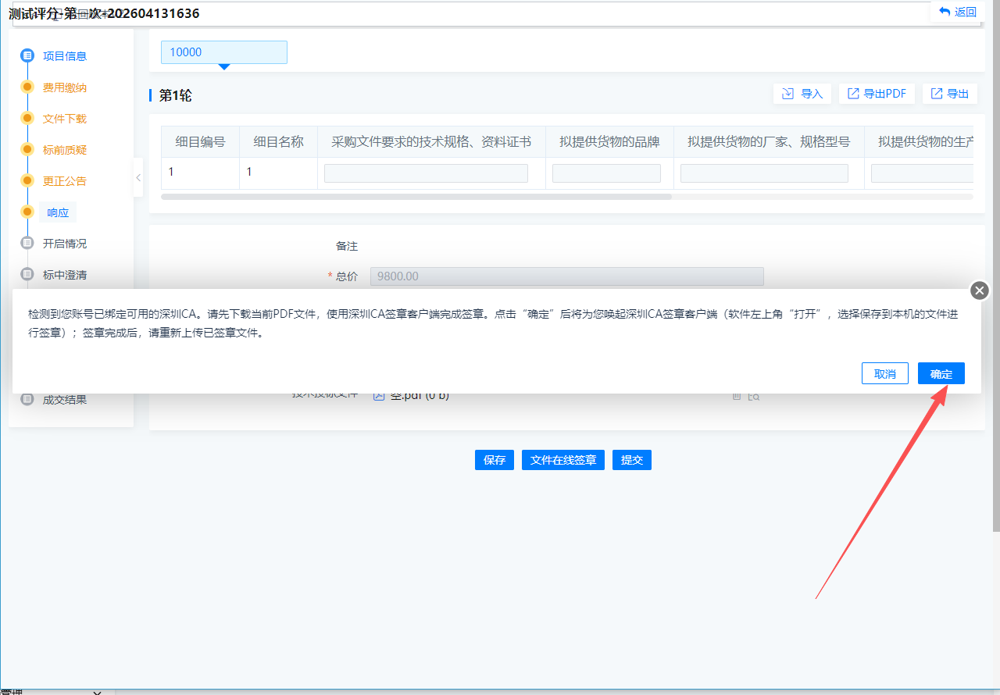 测试评分-第一次-202604131636
返回
项目信息
费用缴纳
文件下载
标前质疑
更正公告
响应
开启情况
标中澄清
成交结果
10000
第1轮
导入
导出PDF
导出
细目编号 细目名称 采购文件要求的技术规格、资料证书 拟提供货物的品牌 拟提供货物的厂家、规格型号 拟提供货物的生产
1 1
备注
* 总价 9800.00
检测到您账号已绑定可用的深圳CA。请先下载当前PDF文件，使用深圳CA签章客户端完成签章。点击“确定”后将为您唤起深圳CA签章客户端（软件左上角“打开”，选择保存到本机的文件进
行签章）；签章完成后，请重新上传已签章文件。
取消 确定
技术投标文件 空.pdf (0 b)
保存 文件在线签章 提交
管理